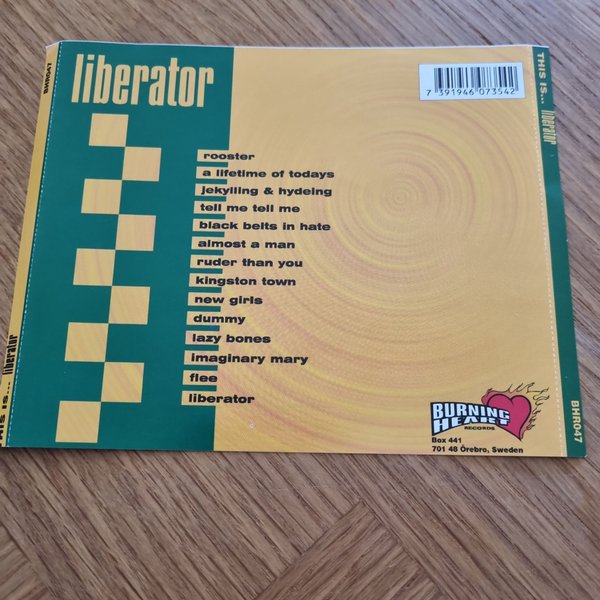 liberator
7 391946 073542
rooster
a lifetime of todays
jekylling & hydeing
tell me tell me
black belts in hate
almost a man
ruder than you
kingston town
new girls
dummy
lazy bones
imaginary mary
flee
liberator
BURNING
HEART
RECORDS
Box 441
701 48 Örebro, Sweden
BHR047
THIS IS... liberator
THIS IS... liberator
BHR047